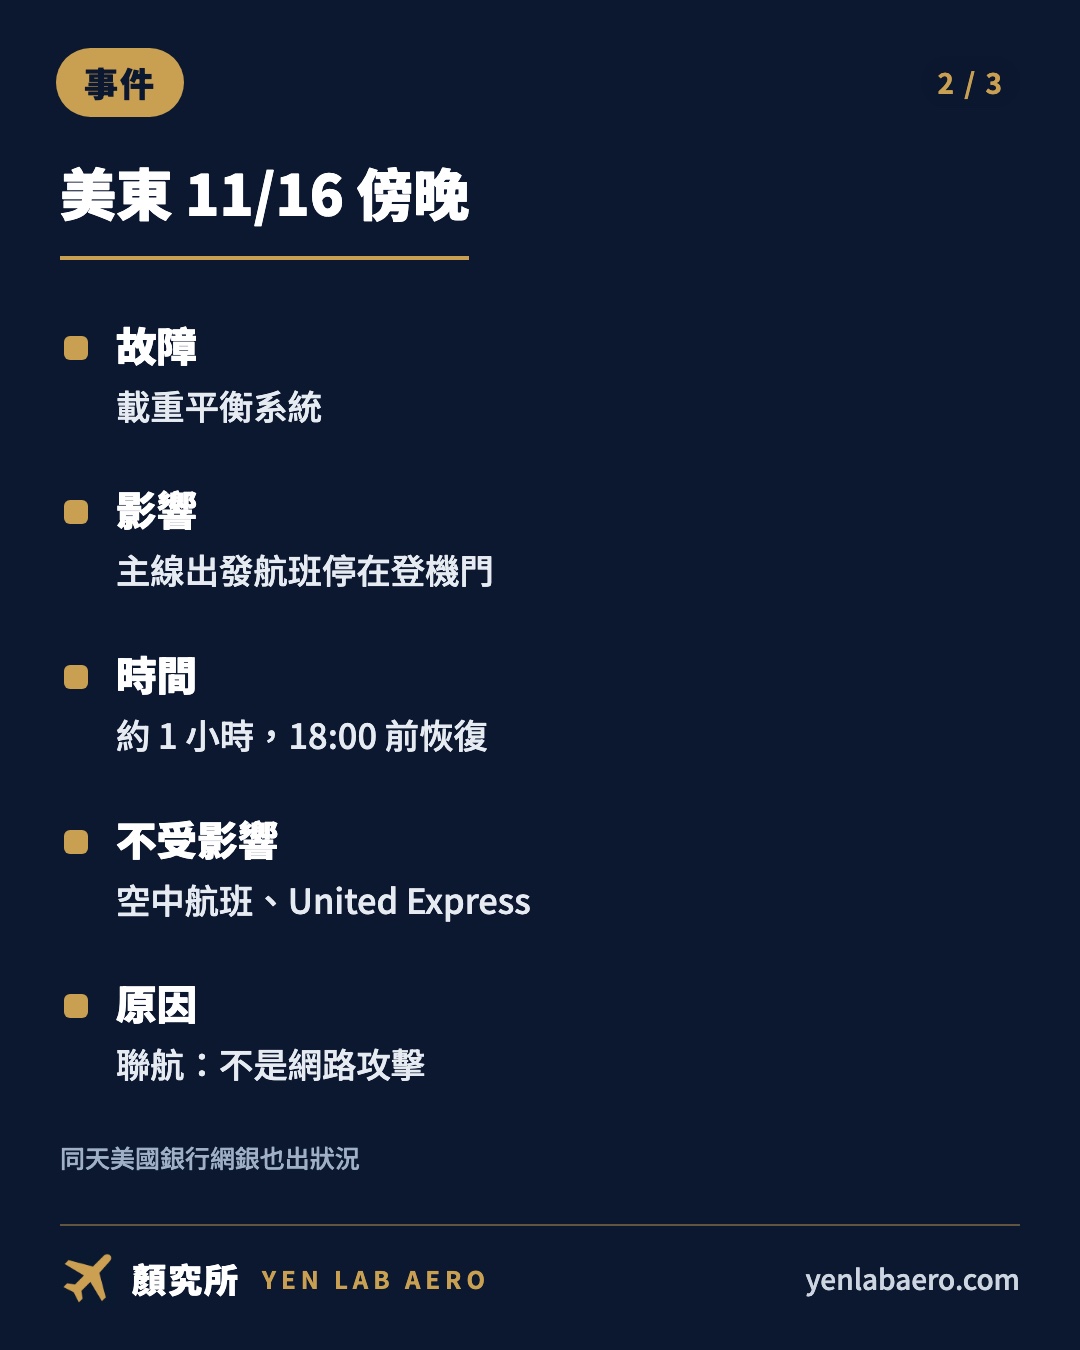 事件
2 / 3
美東 11/16 傍晚
故障
載重平衡系統
影響
主線出發航班停在登機門
時間
約 1 小時，18:00 前恢復
不受影響
空中航班、United Express
原因
聯航：不是網路攻擊
同天美國銀行網銀也出狀況
顏究所 YEN LAB AERO
yenlabaero.com